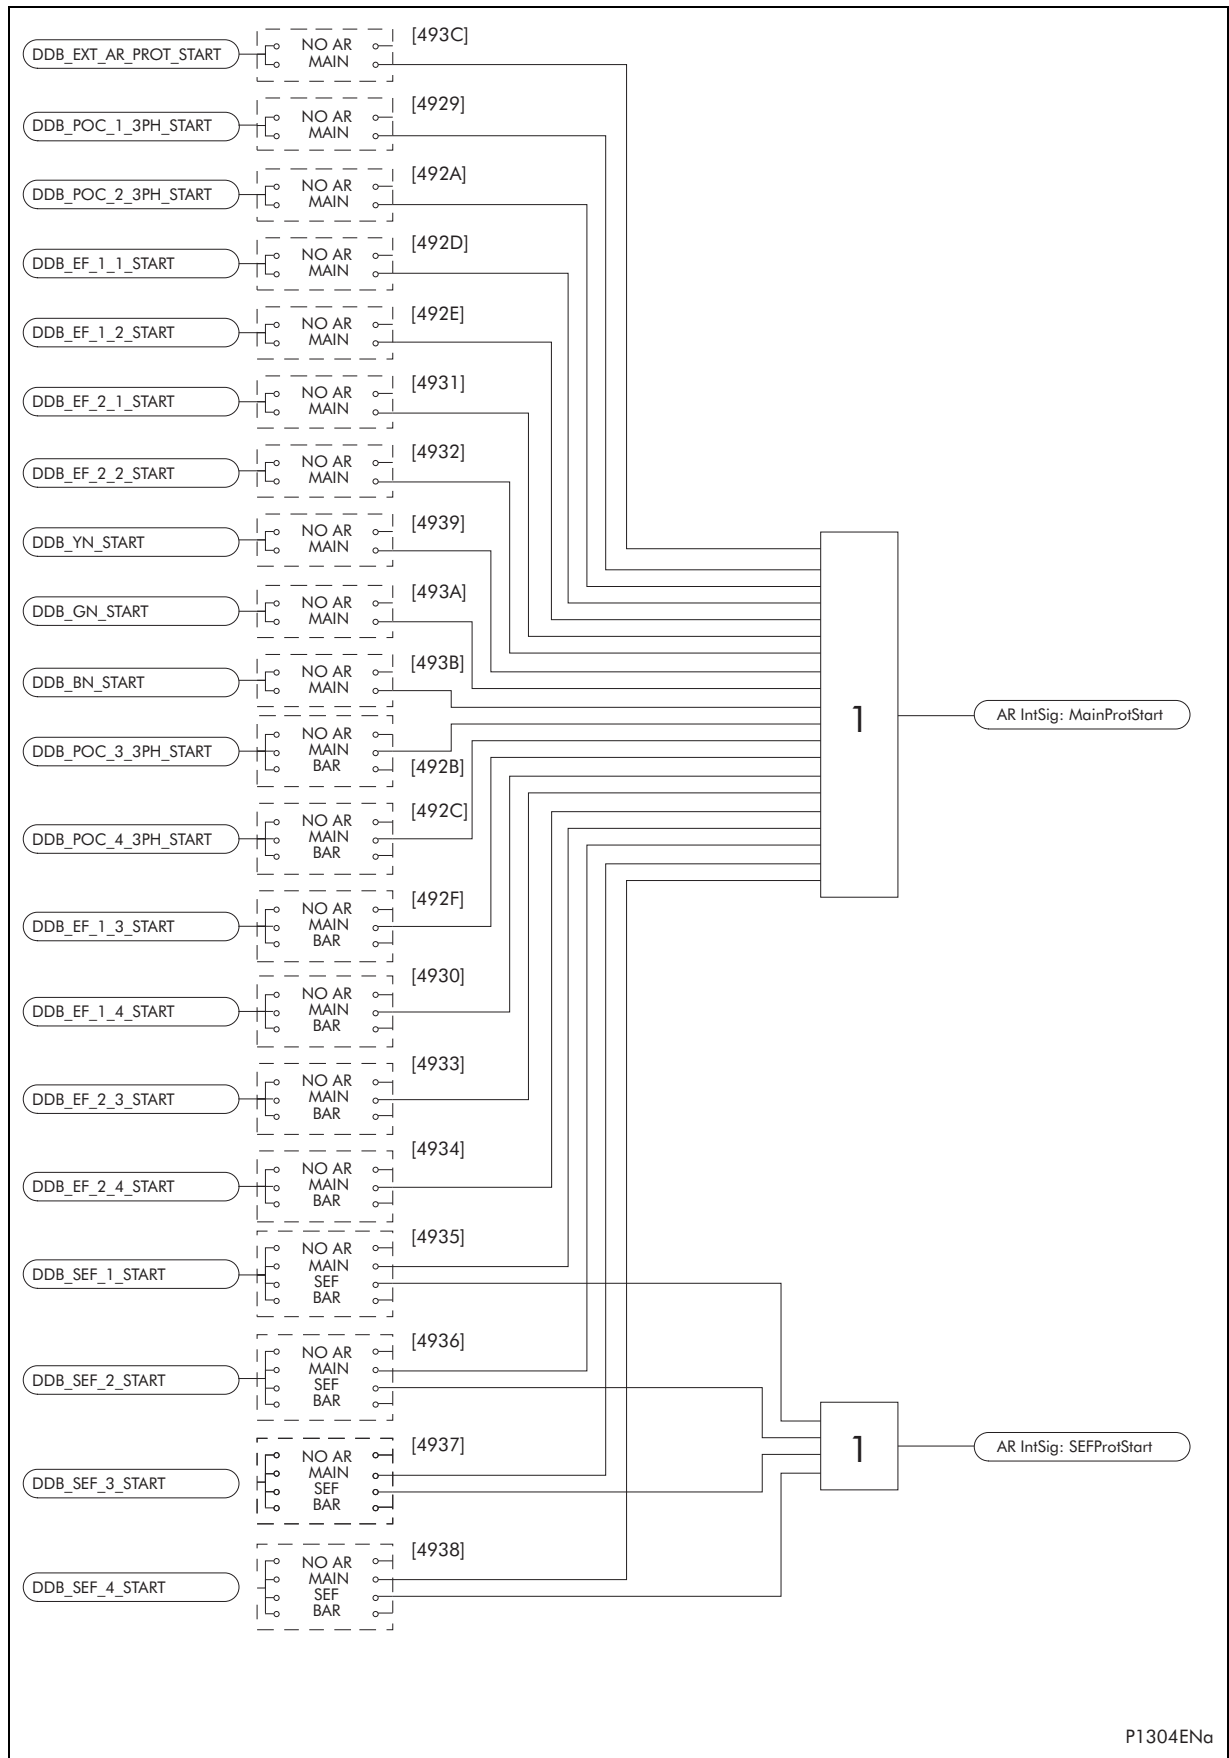 DDB_EXT_AR_PROT_START
NO AR
MAIN
[493C]
DDB_POC_1_3PH_START
NO AR
MAIN
[4929]
DDB_POC_2_3PH_START
NO AR
MAIN
[492A]
DDB_EF_1_1_START
NO AR
MAIN
[492D]
DDB_EF_1_2_START
NO AR
MAIN
[492E]
DDB_EF_2_1_START
NO AR
MAIN
[4931]
DDB_EF_2_2_START
NO AR
MAIN
[4932]
DDB_YN_START
NO AR
MAIN
[4939]
DDB_GN_START
NO AR
MAIN
[493A]
DDB_BN_START
NO AR
MAIN
[493B]
DDB_POC_3_3PH_START
NO AR
MAIN
BAR
[492B]
DDB_POC_4_3PH_START
NO AR
MAIN
BAR
[492C]
DDB_EF_1_3_START
NO AR
MAIN
BAR
[492F]
DDB_EF_1_4_START
NO AR
MAIN
BAR
[4930]
DDB_EF_2_3_START
NO AR
MAIN
BAR
[4933]
DDB_EF_2_4_START
NO AR
MAIN
BAR
[4934]
DDB_SEF_1_START
NO AR
MAIN
SEF
BAR
[4935]
DDB_SEF_2_START
NO AR
MAIN
SEF
BAR
[4936]
DDB_SEF_3_START
NO AR
MAIN
SEF
BAR
[4937]
DDB_SEF_4_START
NO AR
MAIN
SEF
BAR
[4938]
1
AR IntSig: MainProtStart
1
AR IntSig: SEFProtStart
P1304ENa